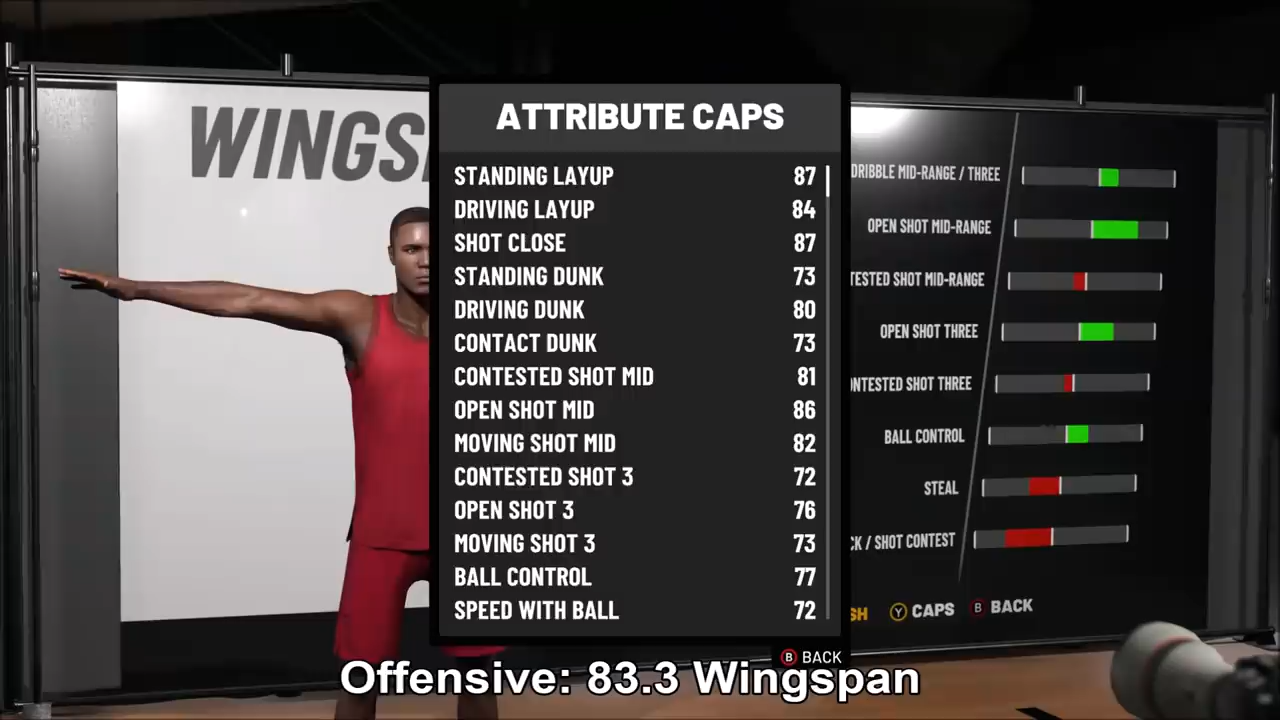 WINGS
ATTRIBUTE CAPS
STANDING LAYUP 87
DRIVING LAYUP 84
SHOT CLOSE 87
STANDING DUNK 73
DRIVING DUNK 80
CONTACT DUNK 73
CONTESTED SHOT MID 81
OPEN SHOT MID 86
MOVING SHOT MID 82
CONTESTED SHOT 3 72
OPEN SHOT 3 76
MOVING SHOT 3 73
BALL CONTROL 77
SPEED WITH BALL 72
DRIBBLE MID-RANGE / THREE
OPEN SHOT MID-RANGE
TESTED SHOT MID-RANGE
OPEN SHOT THREE
NTESTED SHOT THREE
BALL CONTROL
STEAL
CK / SHOT CONTEST
SH Y CAPS B BACK
B BACK
Offensive: 83.3 Wingspan